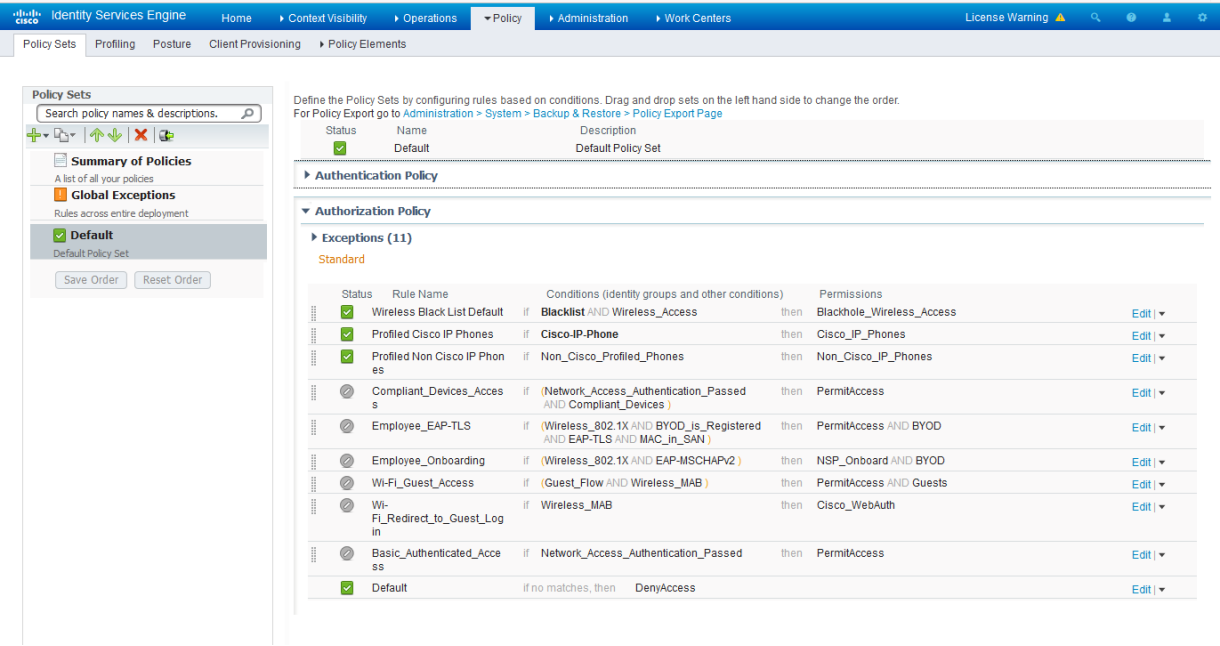 cisco Identity Services Engine Home Context Visibility Operations Policy Administration Work Centers License Warning
Policy Sets Profiling Posture Client Provisioning Policy Elements
Policy Sets
Search policy names & descriptions.
Summary of Policies
A list of all your policies
Global Exceptions
Rules across entire deployment
Default
Default Policy Set
Save Order Reset Order
Define the Policy Sets by configuring rules based on conditions. Drag and drop sets on the left hand side to change the order.
For Policy Export go to Administration > System > Backup & Restore > Policy Export Page
Status Name Description
Default Default Policy Set
Authentication Policy
Authorization Policy
Exceptions (11)
Standard
Status Rule Name Conditions (identity groups and other conditions) Permissions
Wireless Black List Default if Blacklist AND Wireless_Access then Blackhole_Wireless_Access Edit |
Profiled Cisco IP Phones if Cisco-IP-Phone then Cisco_IP_Phones Edit |
Profiled Non Cisco IP Phon if Non_Cisco_Profiled_Phones then Non_Cisco_IP_Phones Edit |
es
Compliant_Devices_Acces if (Network_Access_Authentication_Passed then PermitAccess Edit |
s AND Compliant_Devices )
Employee_EAP-TLS if (Wireless_802.1X AND BYOD_is_Registered then PermitAccess AND BYOD Edit |
AND EAP-TLS AND MAC_in_SAN )
Employee_Onboarding if (Wireless_802.1X AND EAP-MSCHAPv2 ) then NSP_Onboard AND BYOD Edit |
Wi-Fi_Guest_Access if (Guest_Flow AND Wireless_MAB ) then PermitAccess AND Guests Edit |
Wi- if Wireless_MAB then Cisco_WebAuth Edit |
Fi_Redirect_to_Guest_Log
in
Basic_Authenticated_Acce if Network_Access_Authentication_Passed then PermitAccess Edit |
ss
Default if no matches, then DenyAccess Edit |